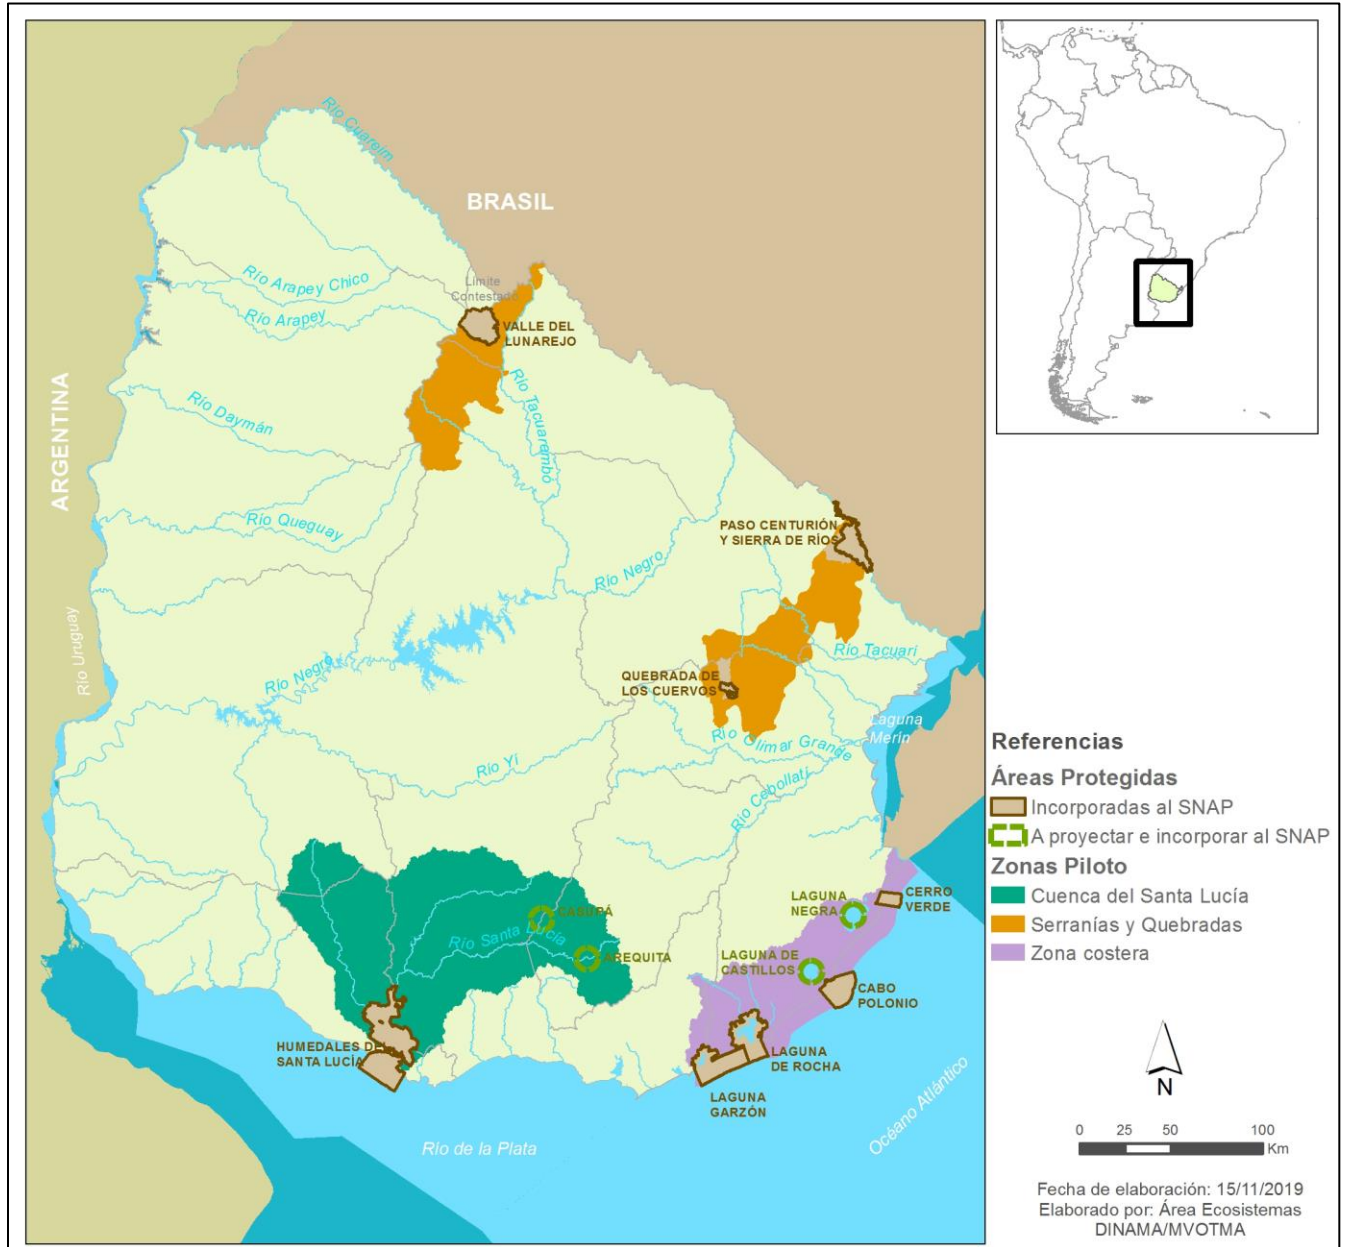 Río Cuareim
BRASIL
Río Arapey Chico
Límite
Contestado
Río Arapey
VALLE DEL
LUNAREJO
ARGENTINA
Río Daymán
Río Tacuarembó
Río Queguay
PASO CENTURIÓN
Y SIERRA DE RÍOS
Río Negro
Río Uruguay
Río Tacuarí
Río Negro
QUEBRADA DE
LOS CUERVOS
Laguna
Merín
Río Olimar Grande
Río Yí
Río Cebollatí
CASUPÁ
Río Santa Lucía
AREQUITA
LAGUNA
NEGRA
CERRO
VERDE
LAGUNA DE
CASTILLOS
CABO
POLONIO
HUMEDALES DEL
SANTA LUCÍA
LAGUNA
DE ROCHA
LAGUNA
GARZÓN
Océano Atlántico
Río de la Plata
Referencias
Áreas Protegidas
Incorporadas al SNAP
A proyectar e incorporar al SNAP
Zonas Piloto
Cuenca del Santa Lucía
Serranías y Quebradas
Zona costera
N
0 25 50 100
Km
Fecha de elaboración: 15/11/2019
Elaborado por: Área Ecosistemas
DINAMA/MVOTMA